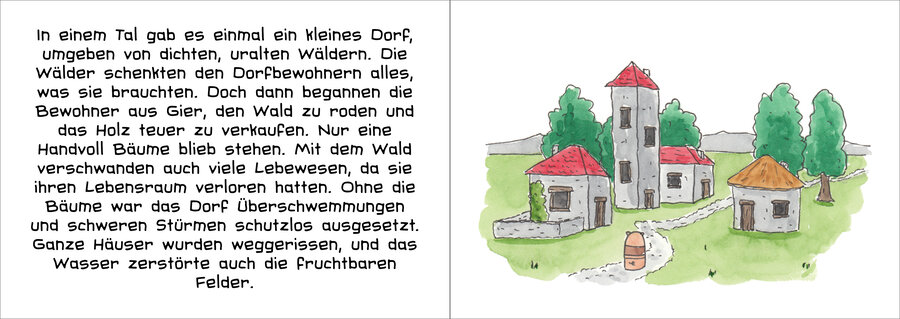 In einem Tal gab es einmal ein kleines Dorf,
umgeben von dichten, uralten Wäldern. Die
Wälder schenkten den Dorfbewohnern alles,
was sie brauchten. Doch dann begannen die
Bewohner aus Gier, den Wald zu roden und
das Holz teuer zu verkaufen. Nur eine
Handvoll Bäume blieb stehen. Mit dem Wald
verschwanden auch viele Lebewesen, da sie
ihren Lebensraum verloren hatten. Ohne die
Bäume war das Dorf Überschwemmungen
und schweren Stürmen schutzlos ausgesetzt.
Ganze Häuser wurden weggerissen, und das
Wasser zerstörte auch die fruchtbaren
Felder.